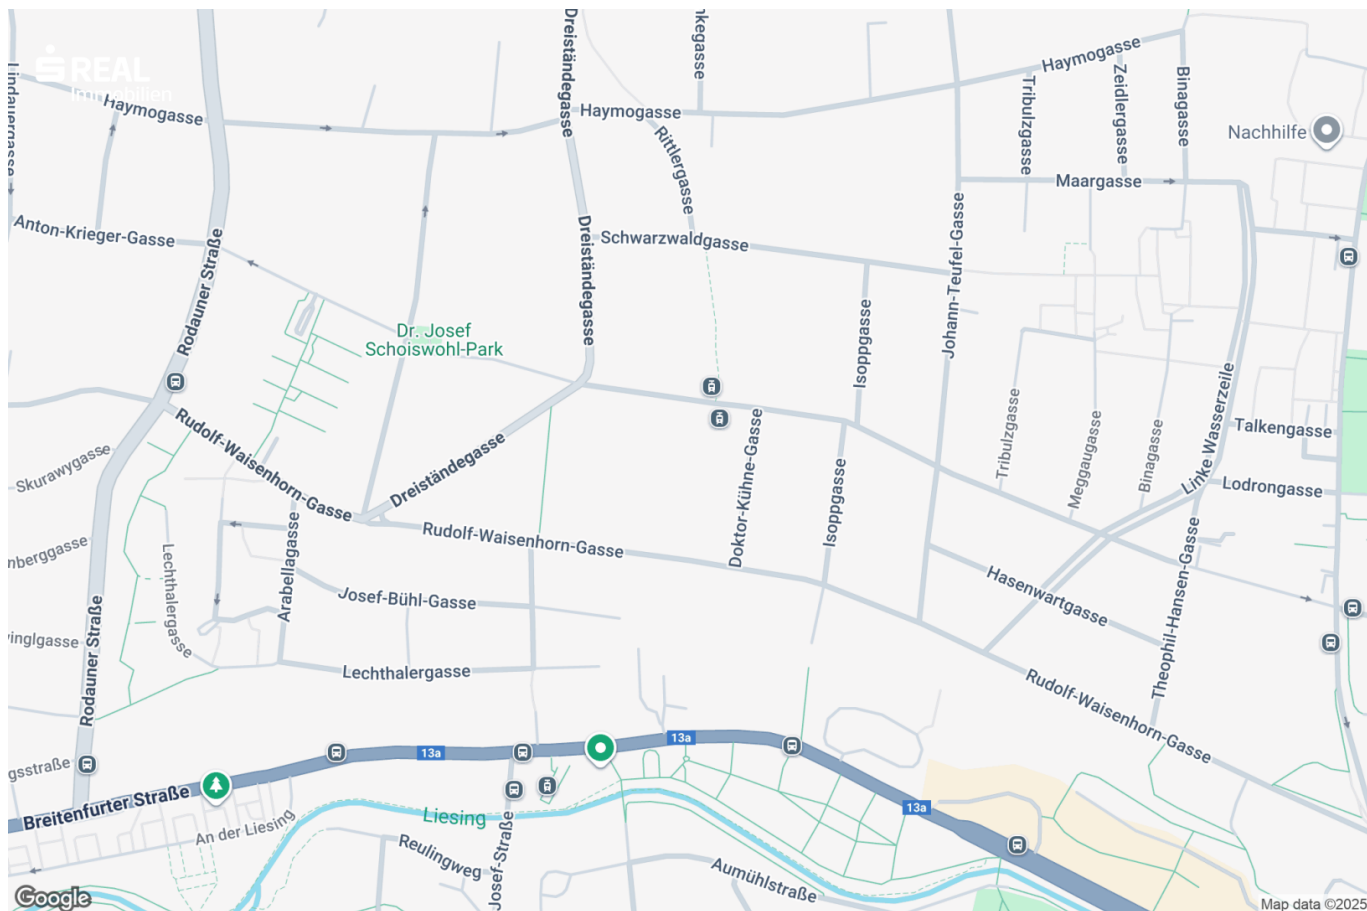 REAL
Immobilien
Lindauergasse
Haymogasse
Dreiständegasse
Haymogasse
Rittlergasse
Haymogasse
Tribulzgasse
Zeidlergasse
Binagasse
Nachhilfe
Maargasse
Anton-Krieger-Gasse
Rodauner Straße
Dreiständegasse
Schwarzwaldgasse
Johann-Teufel-Gasse
Isoppgasse
Dr. Josef
Schoiswohl-Park
Tribulzgasse
Meggaugasse
Binagasse
Linke Wasserzeile
Talkengasse
Lodrongasse
Skurawygasse
Rudolf-Waisenhorn-Gasse
Dreiständegasse
Doktor-Kühne-Gasse
Isoppgasse
Rudolf-Waisenhorn-Gasse
Lechthalergasse
Arabellagasse
Josef-Bühl-Gasse
Hasenwartgasse
Theophil-Hansen-Gasse
Rodauner Straße
Lechthalergasse
Rudolf-Waisenhorn-Gasse
13a
13a
13a
Breitenfurter Straße
An der Liesing
Liesing
Reulingweg
Josef-Straße
Aumühlstraße
Google
Map data ©2025